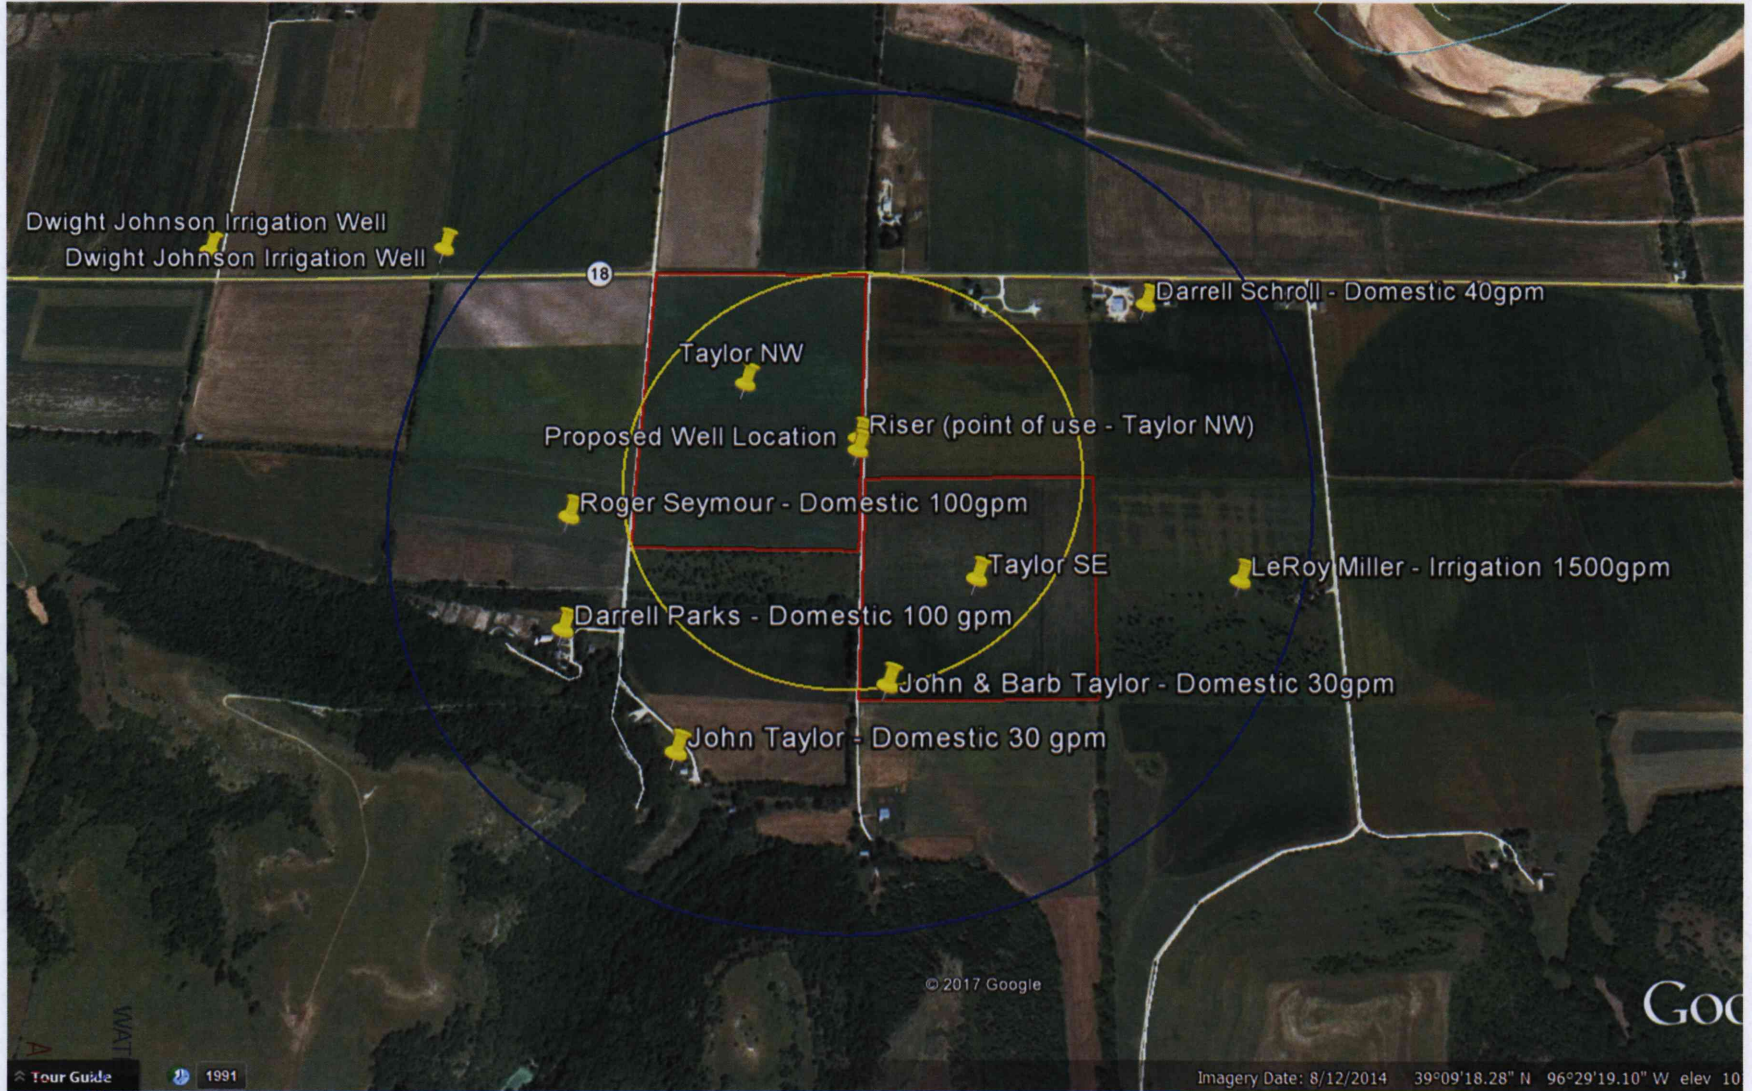 Dwight Johnson Irrigation Well
Dwight Johnson Irrigation Well
18
Darrell Schroll - Domestic 40gpm
Taylor NW
Riser (point of use - Taylor NW)
Proposed Well Location
Roger Seymour - Domestic 100gpm
Taylor SE
LeRoy Miller - Irrigation 1500gpm
Darrell Parks - Domestic 100 gpm
John & Barb Taylor - Domestic 30gpm
John Taylor - Domestic 30 gpm
© 2017 Google
Goo
WAT
A
Tour Guide
1991
Imagery Date: 8/12/2014 39°09'18.28" N 96°29'19.10" W elev 10